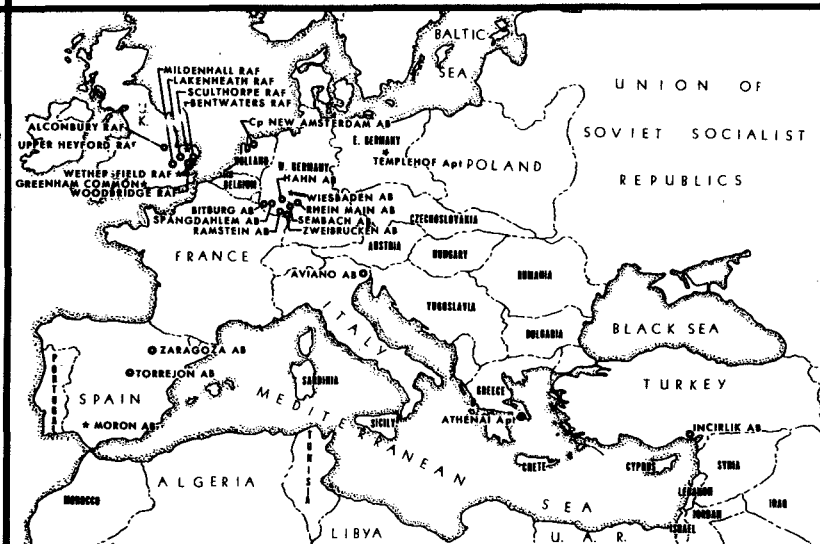 BALTIC
SEA
UNION OF
SOVIET SOCIALIST
REPUBLICS
MILDENHALL RAF
LAKENHEATH RAF
SCULTHORPE RAF
BENTWATERS RAF
U.K.
ALCONBURY RAF
UPPER HEYFORD RAF
WETHERSFIELD RAF
GREENHAM COMMON
WOODBRIDGE RAF
Cp NEW AMSTERDAM AB
HOLLAND
BELGIUM
E. GERMANY
TEMPLEHOF Apt
POLAND
W. GERMANY
HAHN AB
WIESBADEN AB
RHEIN MAIN AB
SEMBACH AB
ZWEIBRUCKEN AB
BITBURG AB
SPANGDAHLEM AB
RAMSTEIN AB
CZECHOSLOVAKIA
AUSTRIA
HUNGARY
RUMANIA
FRANCE
AVIANO AB
ITALY
YUGOSLAVIA
BULGARIA
BLACK SEA
ZARAGOZA AB
TORREJON AB
PORTUGAL
SPAIN
MORON AB
SARDINIA
SICILY
MEDITERRANEAN
SEA
GREECE
ATHENAI Apt
CRETE
TURKEY
INCIRLIK AB
CYPRUS
SYRIA
LEBANON
JORDAN
ISRAEL
IRAQ
MOROCCO
ALGERIA
TUNISIA
LIBYA
U. A. R.